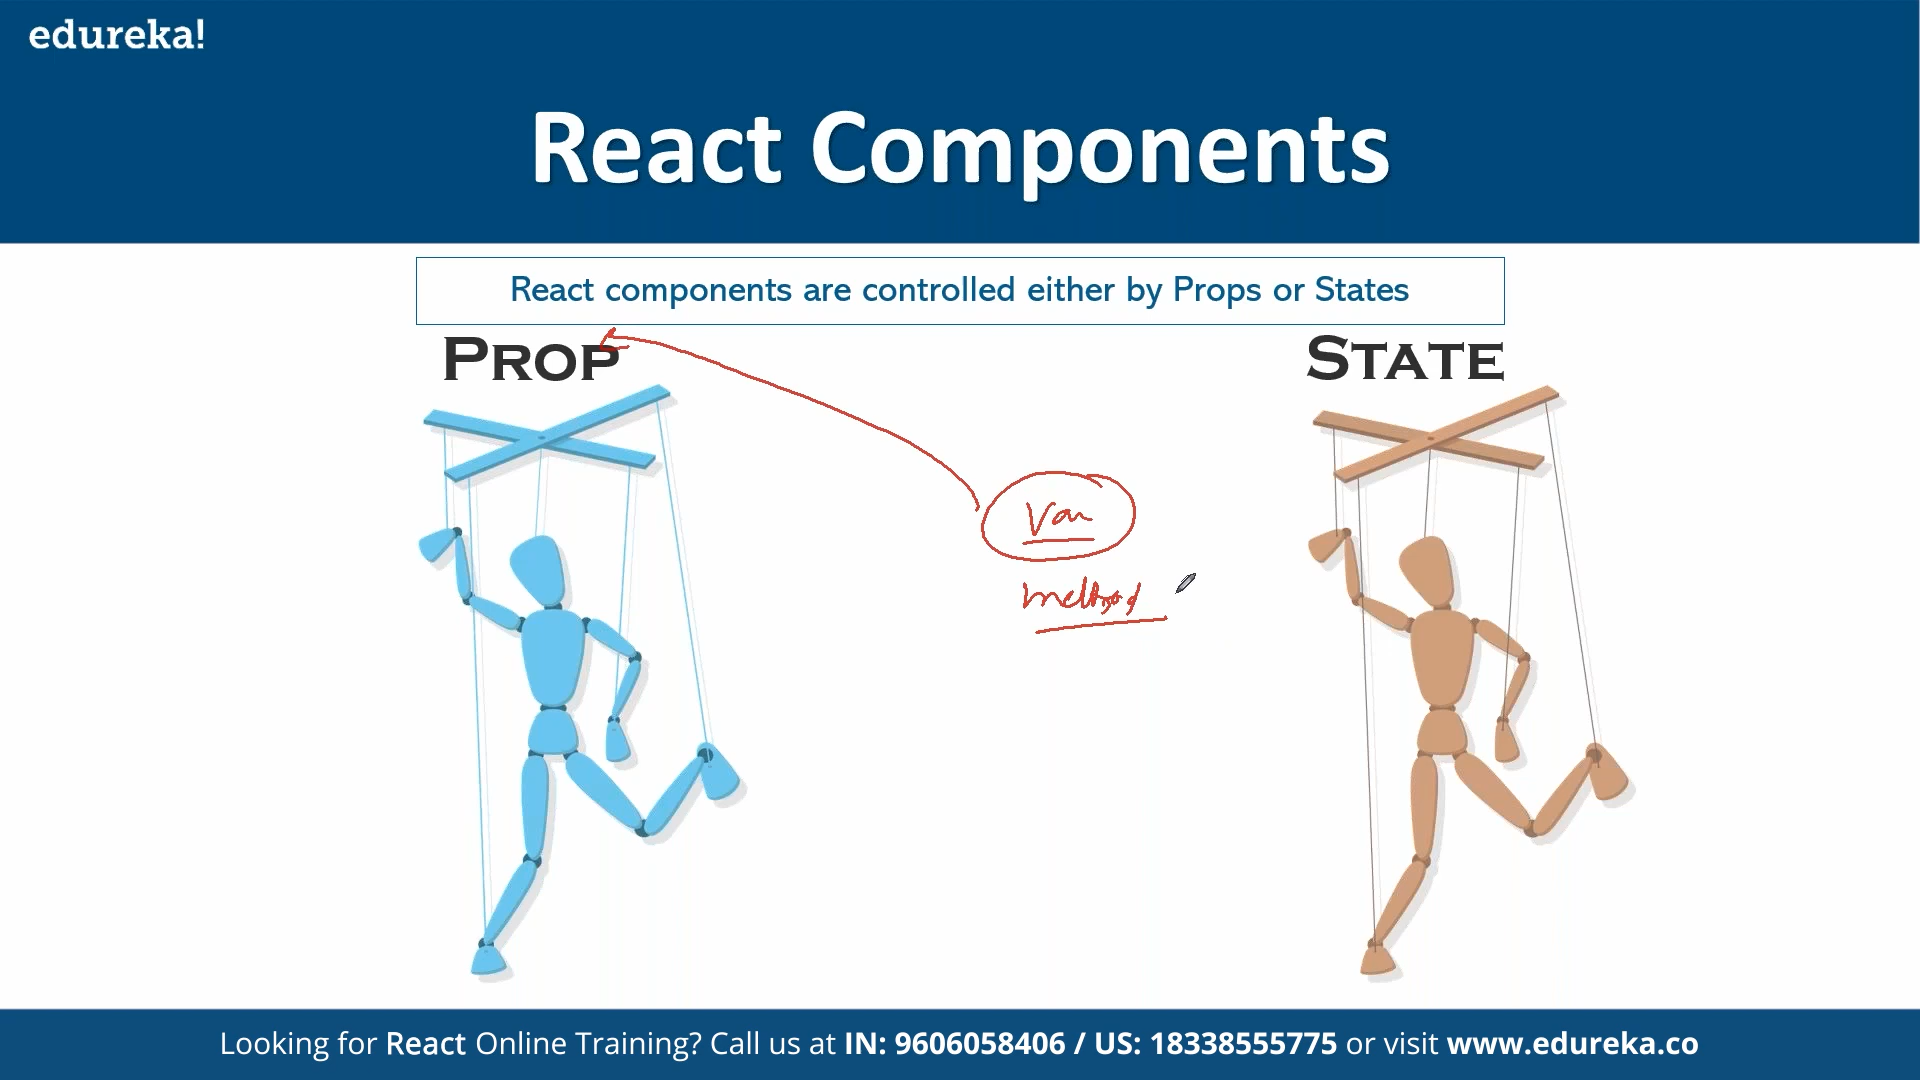 edureka!
React Components
React components are controlled either by Props or States
PROP
STATE
Var
method
Looking for React Online Training? Call us at IN: 9606058406 / US: 18338555775 or visit www.edureka.co